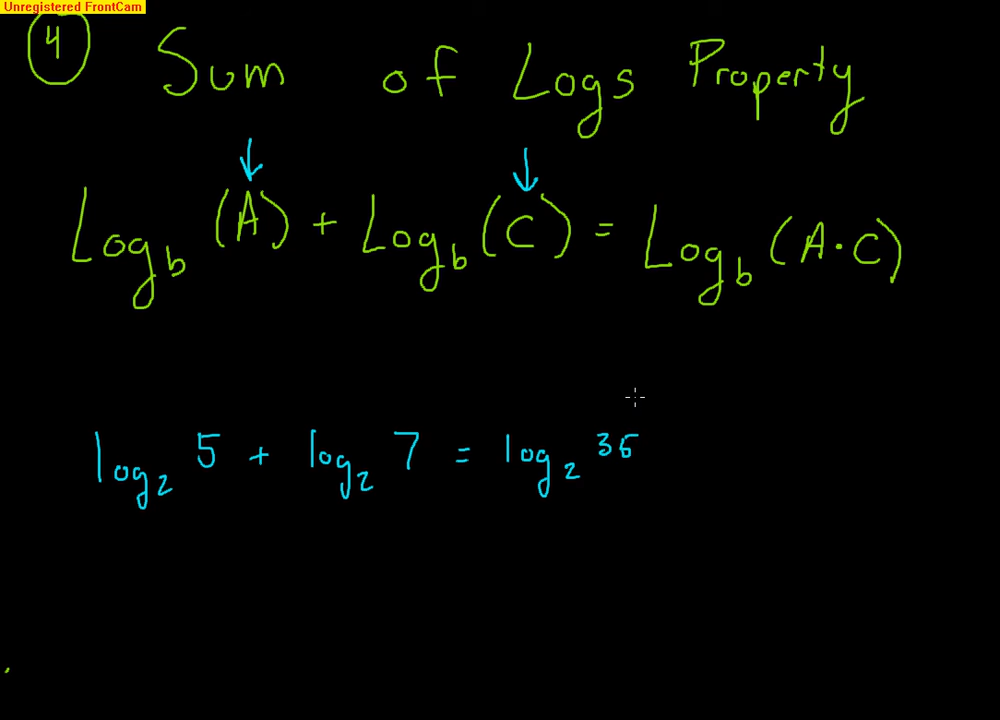 Unregistered FrontCam
4 Sum of Logs Property
Log_b (A) + Log_b (C) = Log_b (A·C)
log_2 5 + log_2 7 = log_2 35